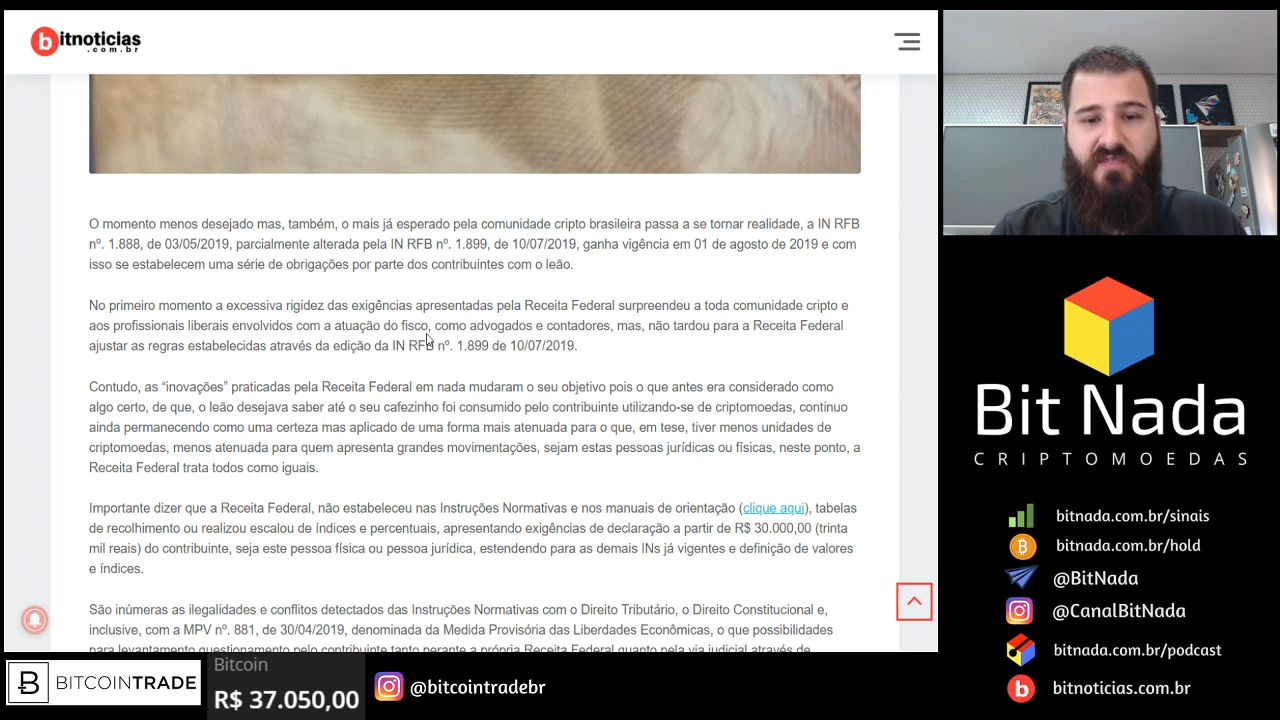 bitnoticias
.com.br
O momento menos desejado mas, também, o mais já esperado pela comunidade cripto brasileira passa a se tornar realidade, a IN RFB
nº. 1.888, de 03/05/2019, parcialmente alterada pela IN RFB nº. 1.899, de 10/07/2019, ganha vigência em 01 de agosto de 2019 e com
isso se estabelecem uma série de obrigações por parte dos contribuintes com o leão.
No primeiro momento a excessiva rigidez das exigências apresentadas pela Receita Federal surpreendeu a toda comunidade cripto e
aos profissionais liberais envolvidos com a atuação do fisco, como advogados e contadores, mas, não tardou para a Receita Federal
ajustar as regras estabelecidas através da edição da IN RFB nº. 1.899 de 10/07/2019.
Contudo, as “inovações” praticadas pela Receita Federal em nada mudaram o seu objetivo pois o que antes era considerado como
algo certo, de que, o leão desejava saber até o seu cafezinho foi consumido pelo contribuinte utilizando-se de criptomoedas, continuo
ainda permanecendo como uma certeza mas aplicado de uma forma mais atenuada para o que, em tese, tiver menos unidades de
criptomoedas, menos atenuada para quem apresenta grandes movimentações, sejam estas pessoas jurídicas ou físicas, neste ponto, a
Receita Federal trata todos como iguais.
Importante dizer que a Receita Federal, não estabeleceu nas Instruções Normativas e nos manuais de orientação (clique aqui), tabelas
de recolhimento ou realizou escalou de índices e percentuais, apresentando exigências de declaração a partir de R$ 30.000,00 (trinta
mil reais) do contribuinte, seja este pessoa física ou pessoa jurídica, estendendo para as demais INs já vigentes e definição de valores
e índices.
São inúmeras as ilegalidades e conflitos detectados das Instruções Normativas com o Direito Tributário, o Direito Constitucional e,
inclusive, com a MPV nº. 881, de 30/04/2019, denominada da Medida Provisória das Liberdades Econômicas, o que possibilidades
para levantamento questionamento pelo contribuinte tanto perante a própria Receita Federal quanto pela via judicial através de
Bit Nada
CRIPTOMOEDAS
bitnada.com.br/sinais
bitnada.com.br/hold
@BitNada
@CanalBitNada
bitnada.com.br/podcast
b bitnoticias.com.br
B BITCOINTRADE
Bitcoin
R$ 37.050,00
@bitcointradebr